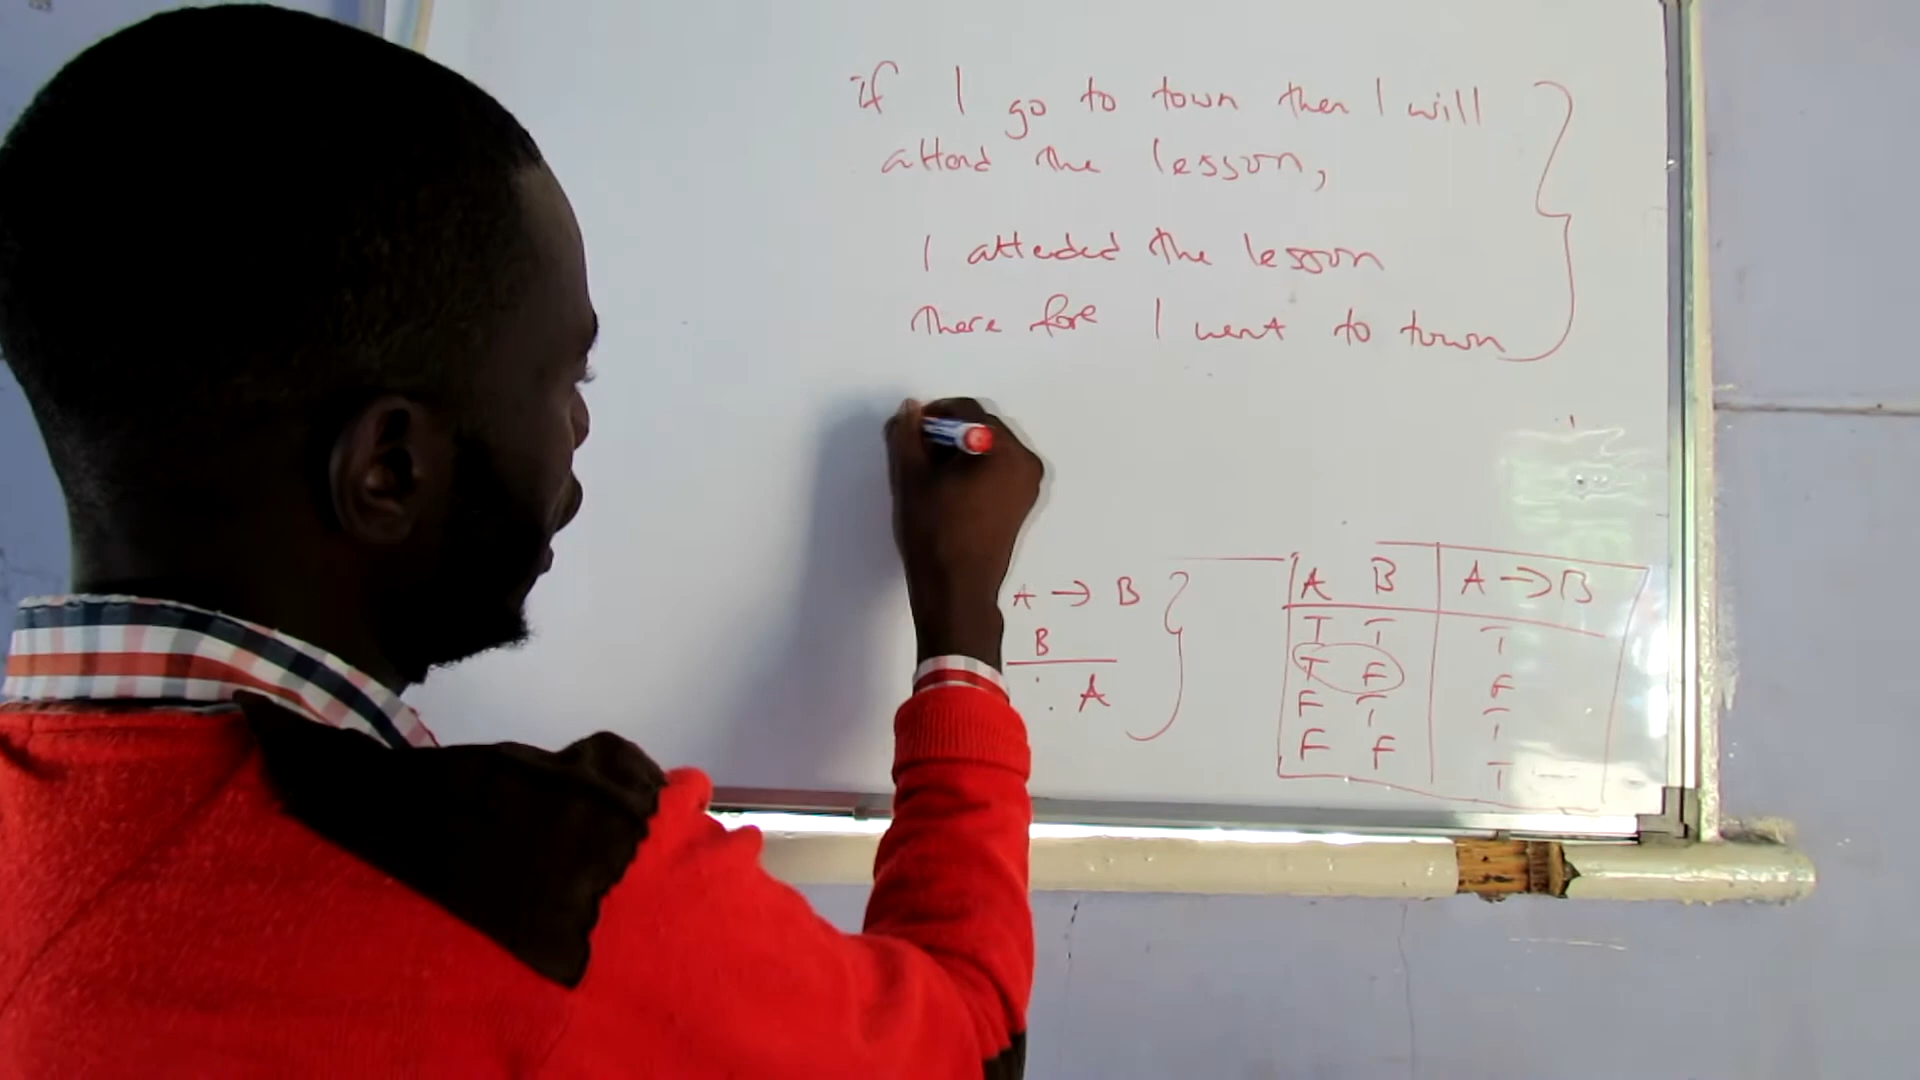 if I go to town then I will
attend the lesson,
I attended the lesson
There fore I went to town
A → B
B
∴ A
A B A → B
T T T
T F F
F T T
F F T